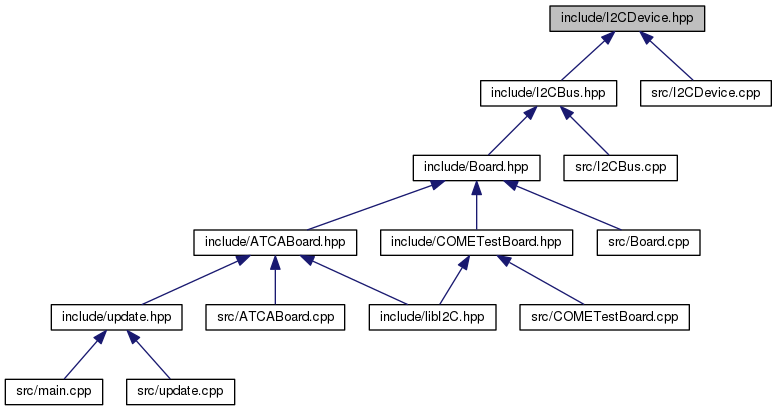 include/I2CDevice.hpp
include/I2CBus.hpp
src/I2CDevice.cpp
include/Board.hpp
src/I2CBus.cpp
include/ATCABoard.hpp
include/COMETestBoard.hpp
src/Board.cpp
include/update.hpp
src/ATCABoard.cpp
include/libI2C.hpp
src/COMETestBoard.cpp
src/main.cpp
src/update.cpp